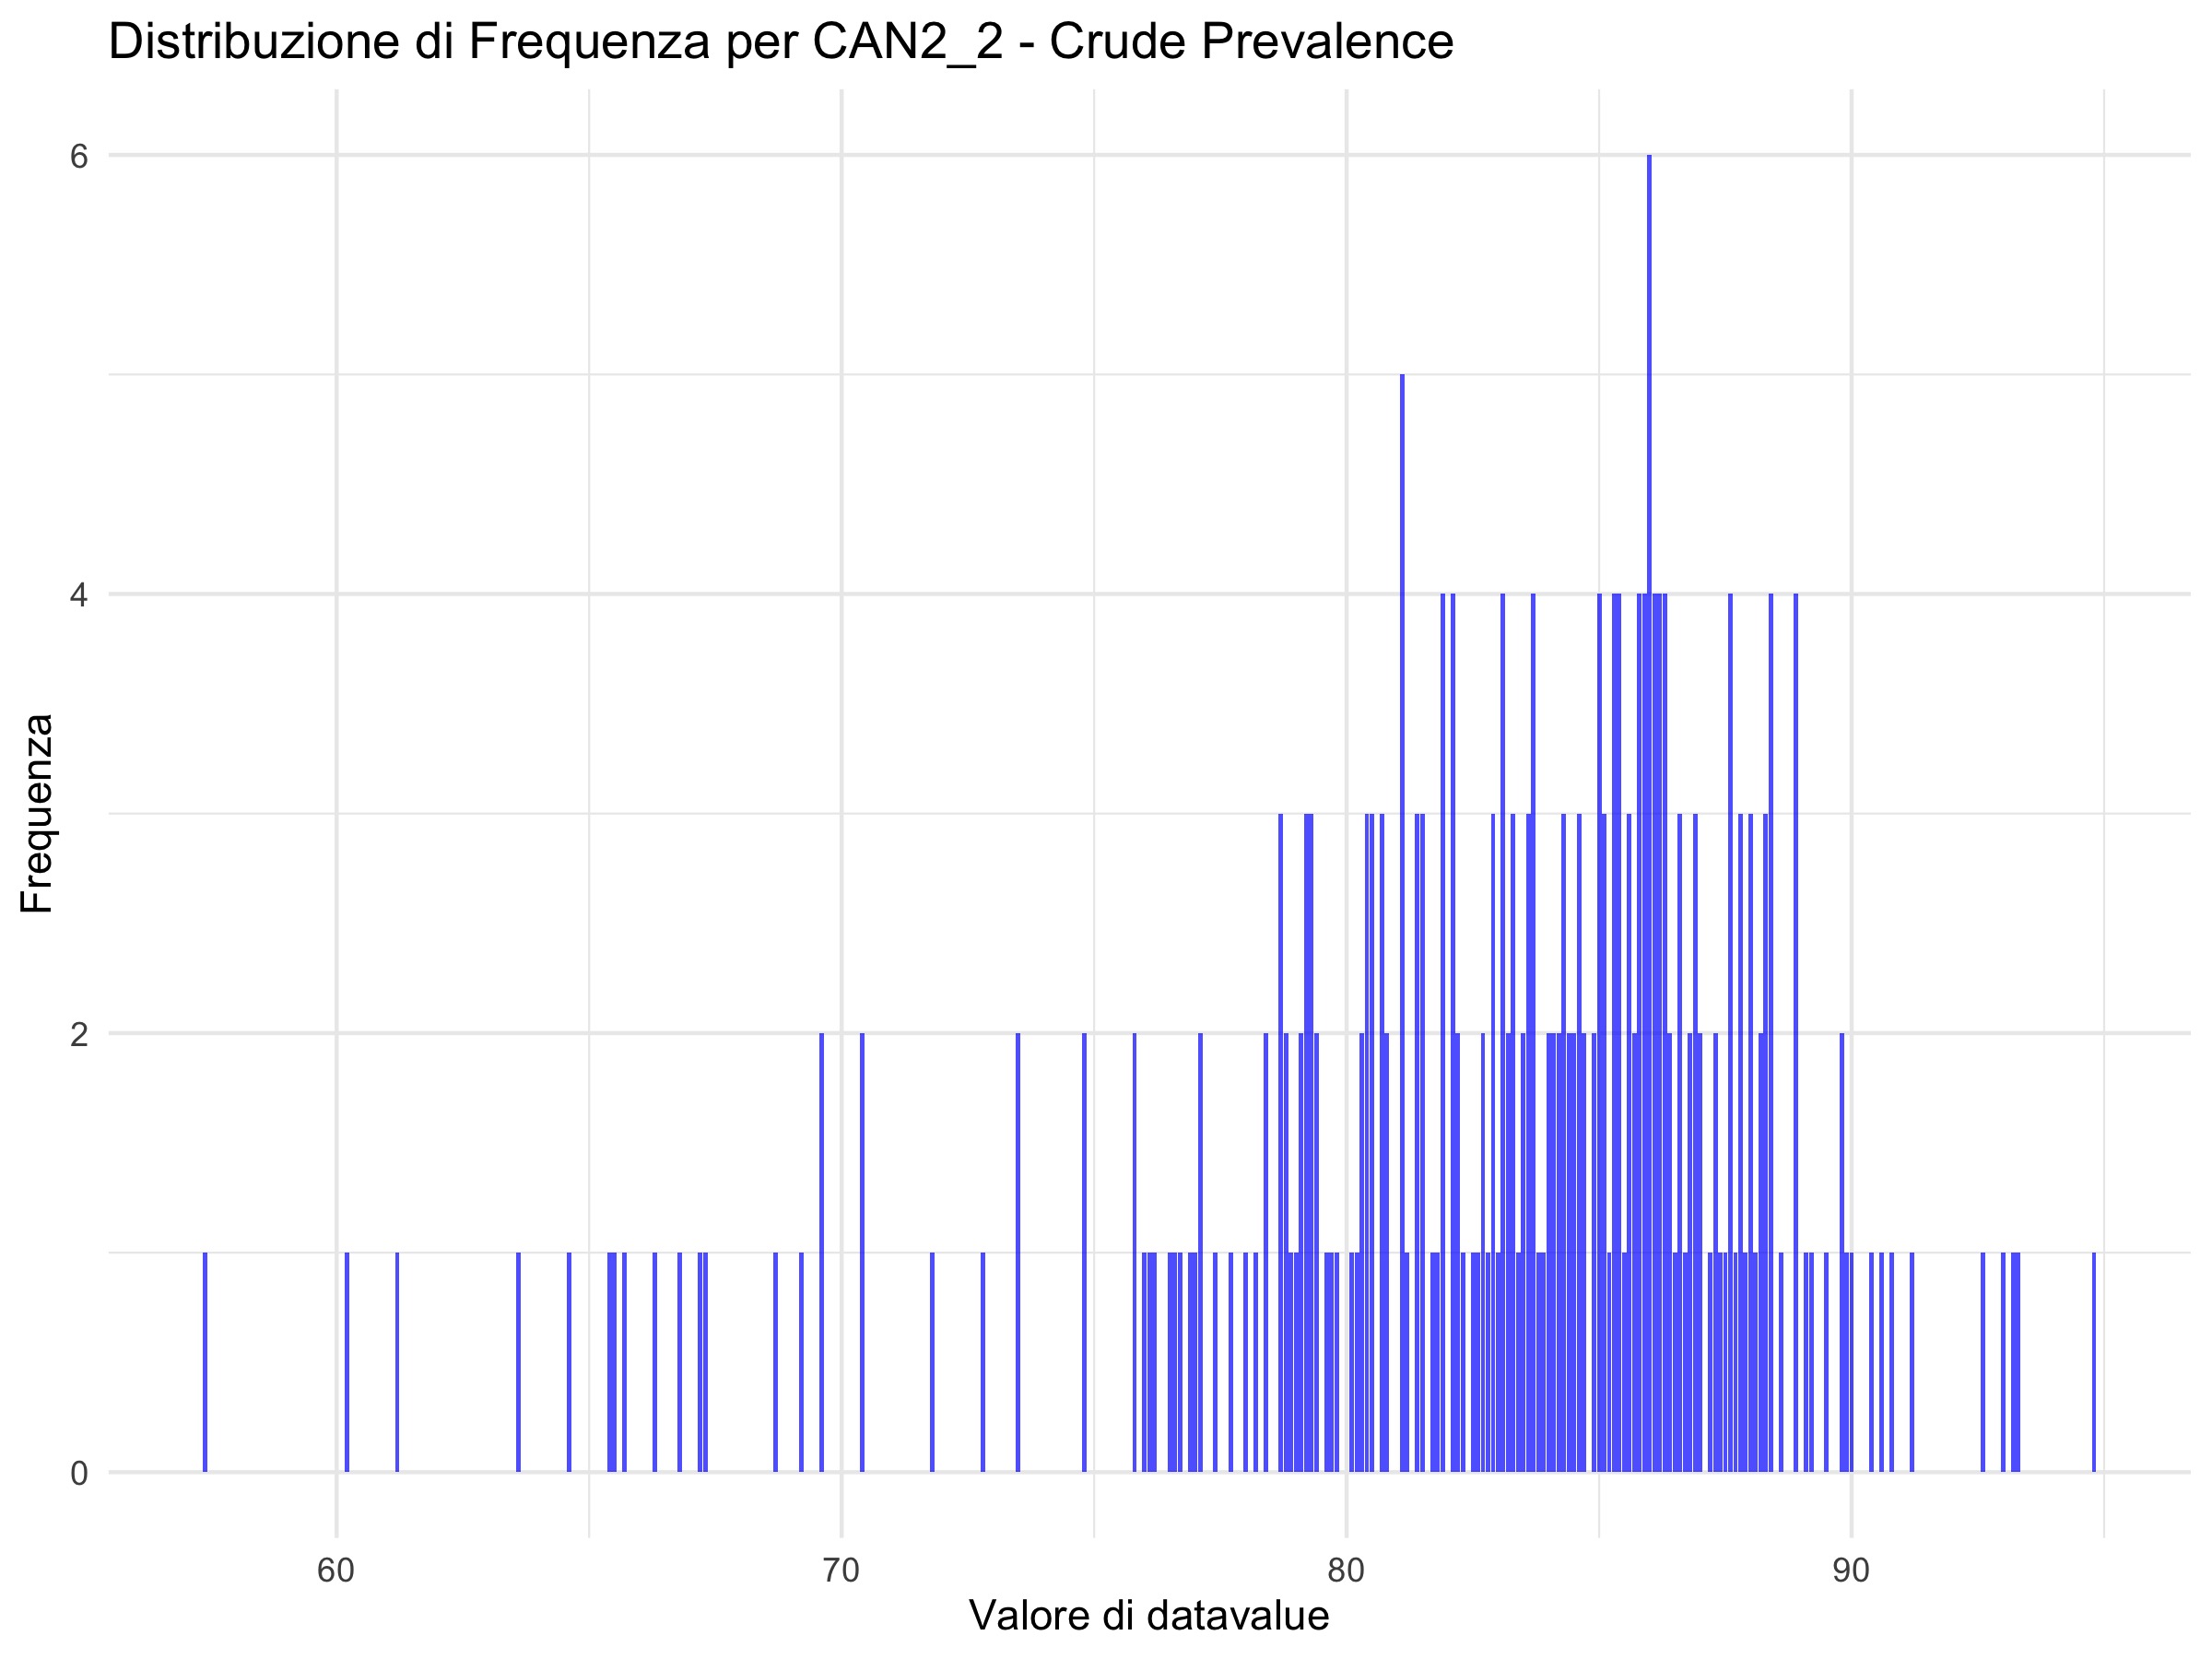 Distribuzione di Frequenza per CAN2_2 - Crude Prevalence
6
4
2
0
Frequenza
60 70 80 90
Valore di datavalue